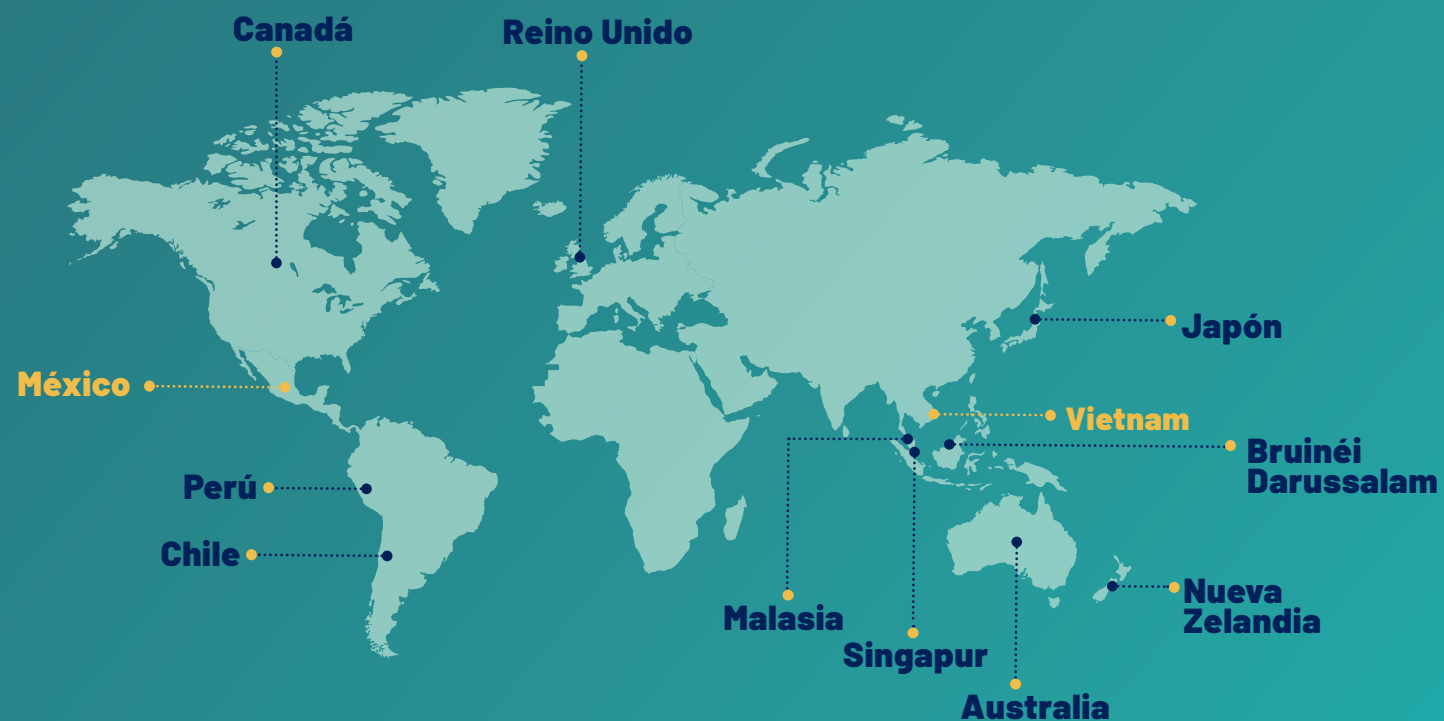 Canadá
Reino Unido
Japón
México
Vietnam
Bruinéi
Darussalam
Perú
Chile
Nueva
Zelandia
Malasia
Singapur
Australia